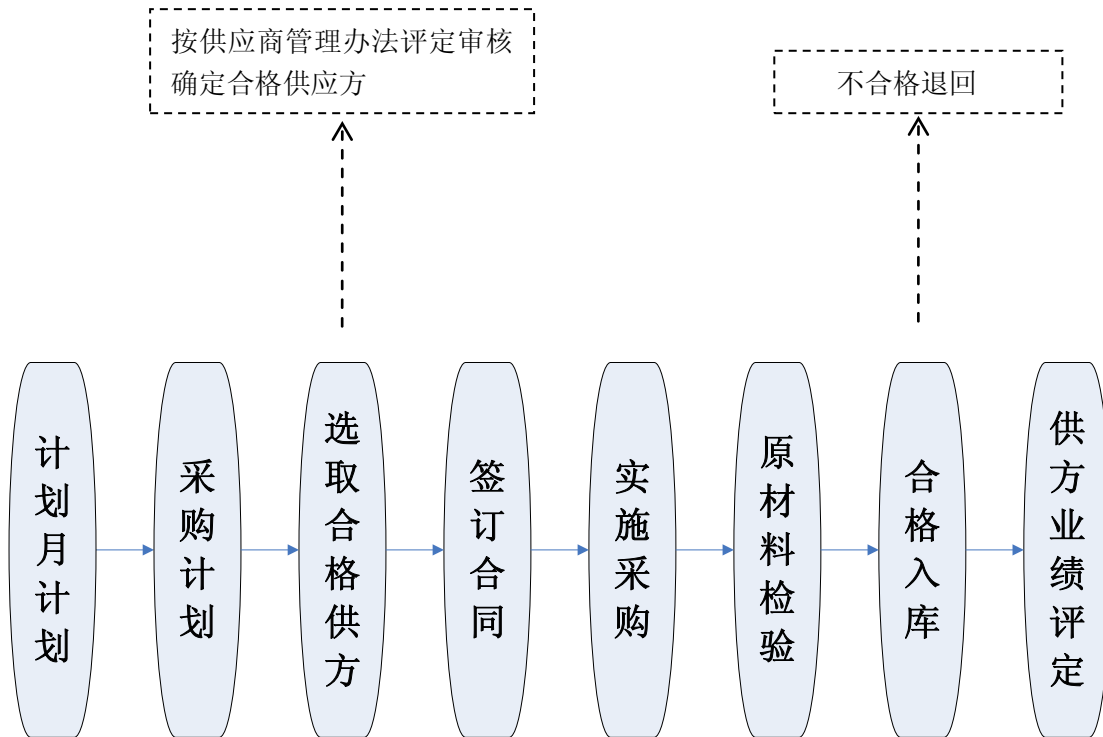 按供应商管理办法评定审核
确定合格供应方
不合格退回
计划月计划
采购计划
选取合格供方
签订合同
实施采购
原材料检验
合格入库
供方业绩评定